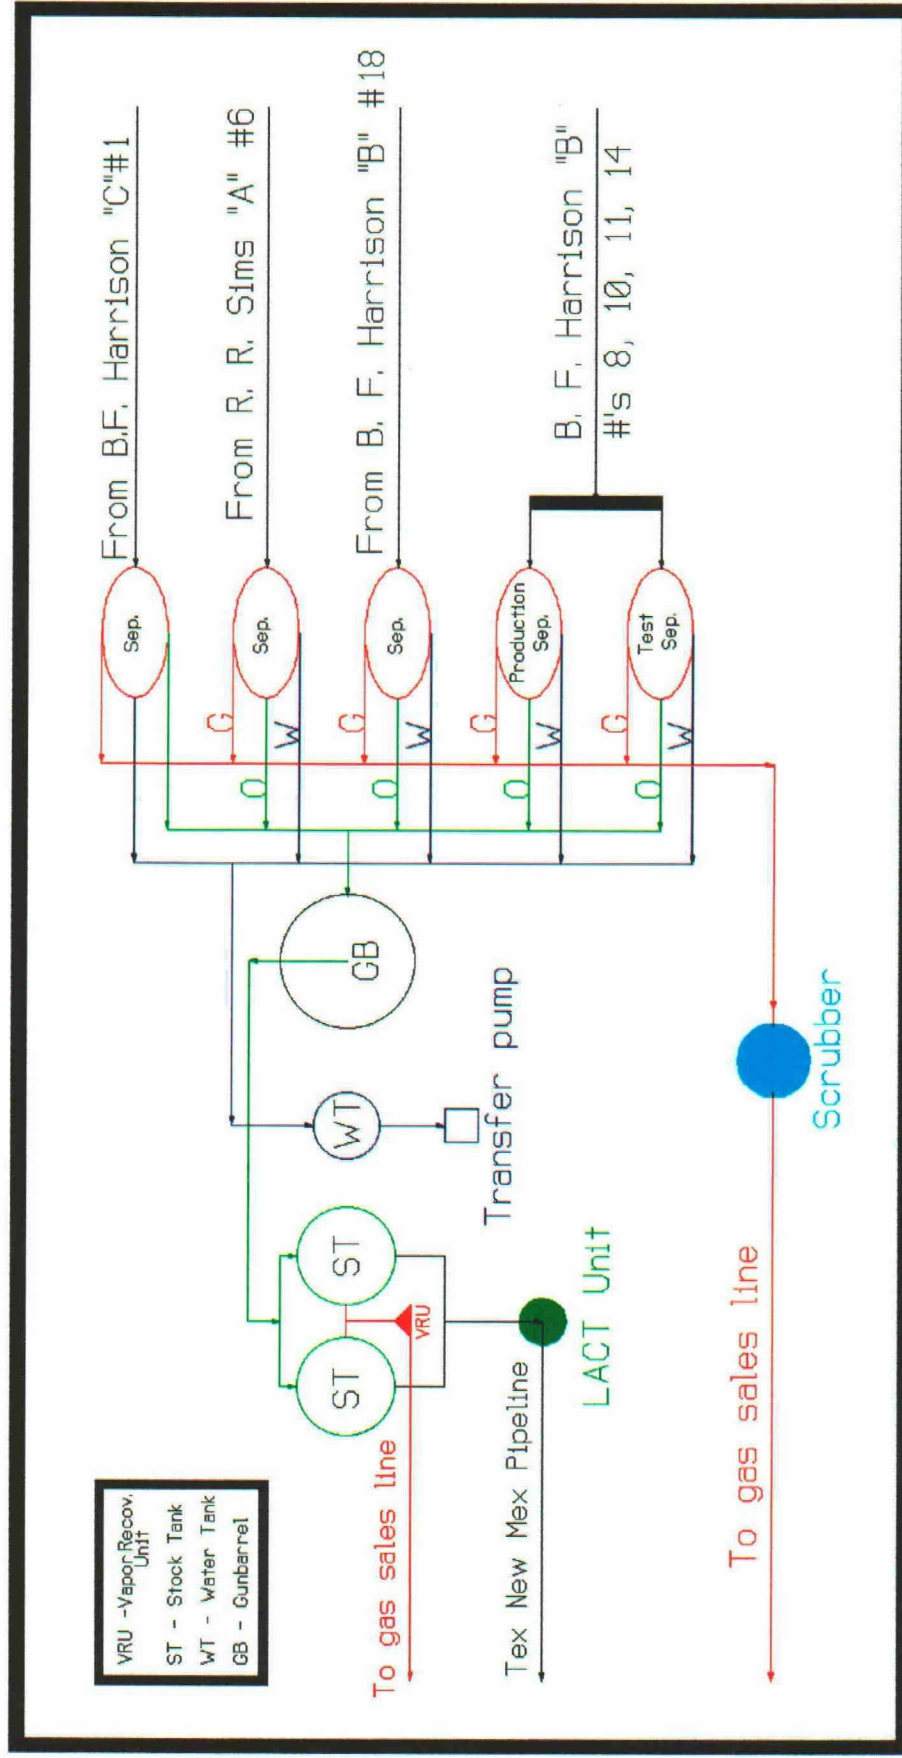 VRU -Vapor Recov.
Unit
ST - Stock Tank
WT - Water Tank
GB - Gunbarrel
From B.F. Harrison "C"#1
Sep.
From R. R. Sims "A" #6
Sep.
G
O
W
From B. F. Harrison "B" #18
Sep.
G
O
W
B. F. Harrison "B"
#'s 8, 10, 11, 14
Production
Sep.
G
O
W
Test
Sep.
G
O
W
GB
WT
Transfer pump
ST
ST
VRU
To gas sales line
LACT Unit
Tex New Mex Pipeline
Scrubber
To gas sales line